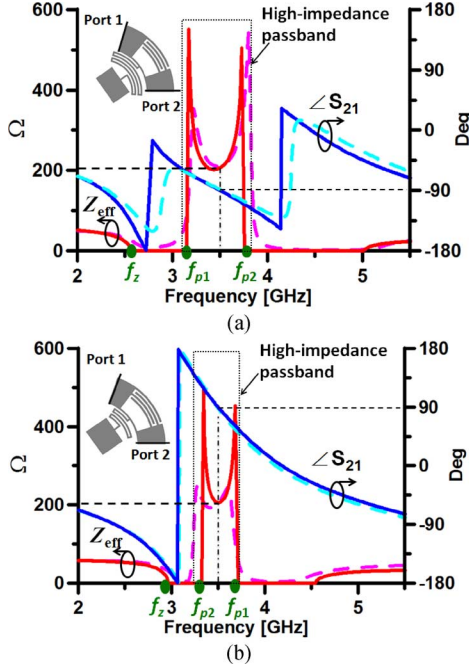 600
400
200
0
Ω
Port 1
Port 2
High-impedance
passband
∠S21
Zeff
180
90
0
-90
-180
Deg
2 3 4 5
fz fp1 fp2
Frequency [GHz]
(a)
600
400
200
0
Ω
Port 1
Port 2
High-impedance
passband
∠S21
Zeff
180
90
0
-90
-180
Deg
2 3 4 5
fz fp2 fp1
Frequency [GHz]
(b)